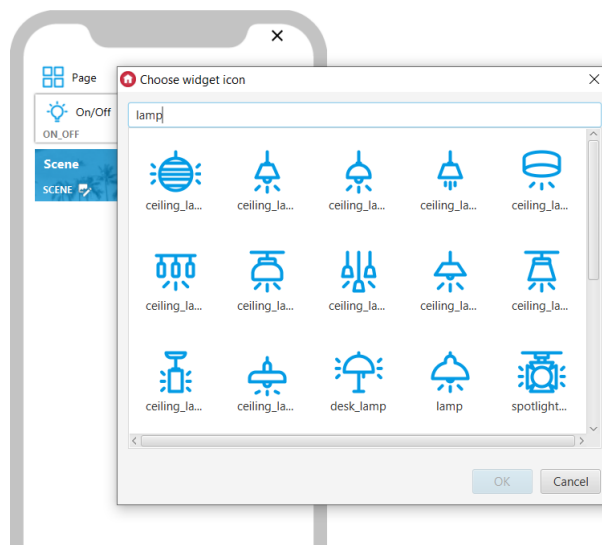 Page
Choose widget icon
On/Off
ON_OFF
lamp
Scene
SCENE
ceiling_la... ceiling_la... ceiling_la... ceiling_la... ceiling_la...
ceiling_la... ceiling_la... ceiling_la... ceiling_la... ceiling_la...
ceiling_la... ceiling_la... desk_lamp lamp spotlight...
OK Cancel